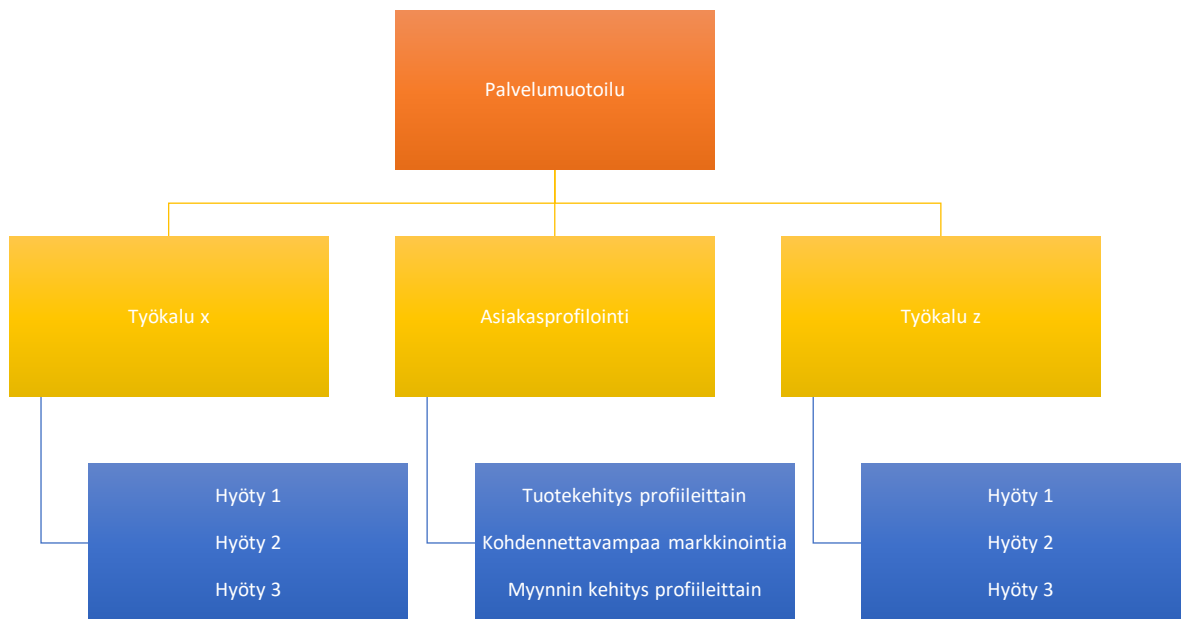 Palvelumuotoilu
Työkalu x
Asiakasprofilointi
Työkalu z
Hyöty 1
Hyöty 2
Hyöty 3
Tuotekehitys profiileittain
Kohdennettavampaa markkinointia
Myynnin kehitys profiileittain
Hyöty 1
Hyöty 2
Hyöty 3